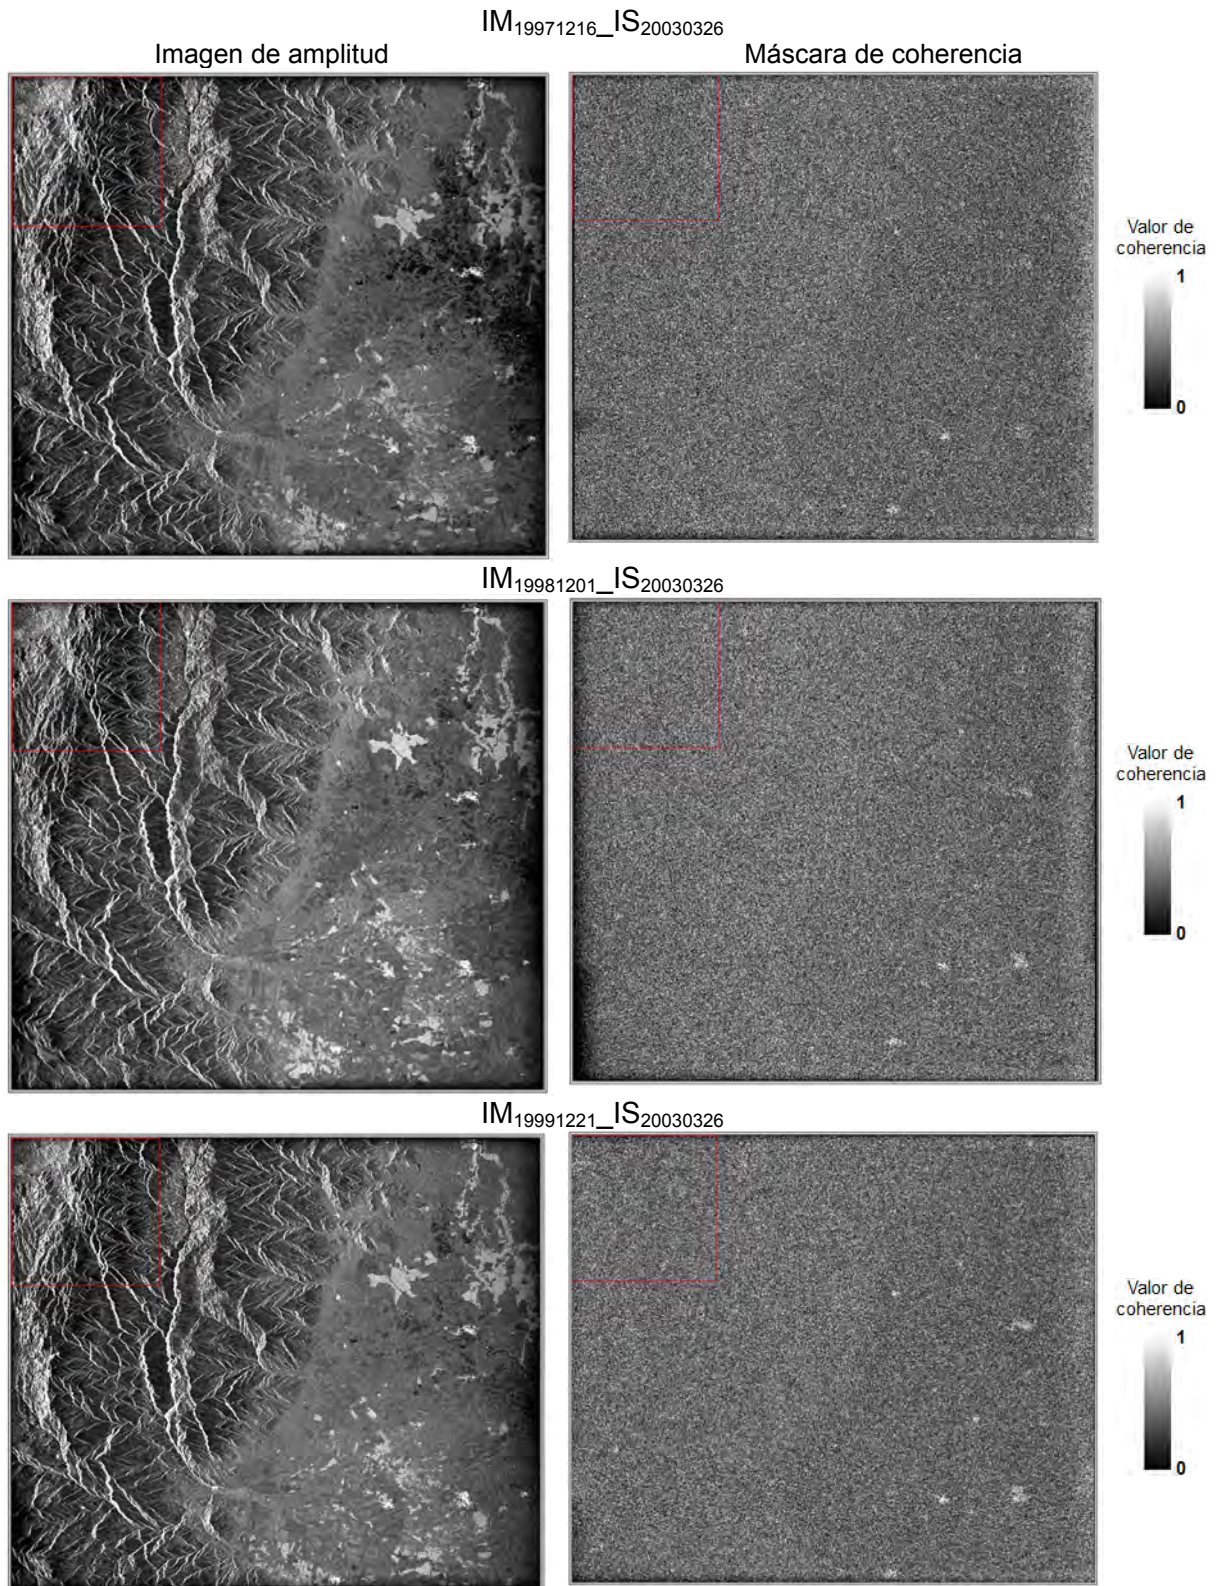 IM19971216_IS20030326
Imagen de amplitud
Máscara de coherencia
Valor de
coherencia
1
0
IM19981201_IS20030326
Valor de
coherencia
1
0
IM19991221_IS20030326
Valor de
coherencia
1
0